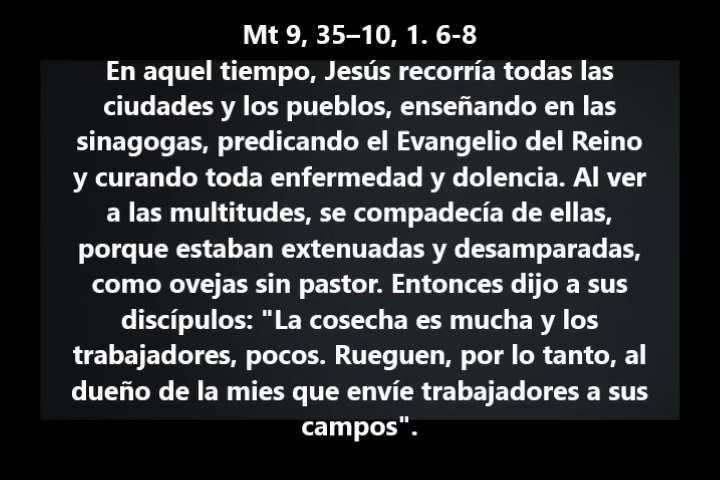 Mt 9, 35–10, 1. 6-8
En aquel tiempo, Jesús recorría todas las
ciudades y los pueblos, enseñando en las
sinagogas, predicando el Evangelio del Reino
y curando toda enfermedad y dolencia. Al ver
a las multitudes, se compadecía de ellas,
porque estaban extenuadas y desamparadas,
como ovejas sin pastor. Entonces dijo a sus
discípulos: "La cosecha es mucha y los
trabajadores, pocos. Rueguen, por lo tanto, al
dueño de la mies que envíe trabajadores a sus
campos".